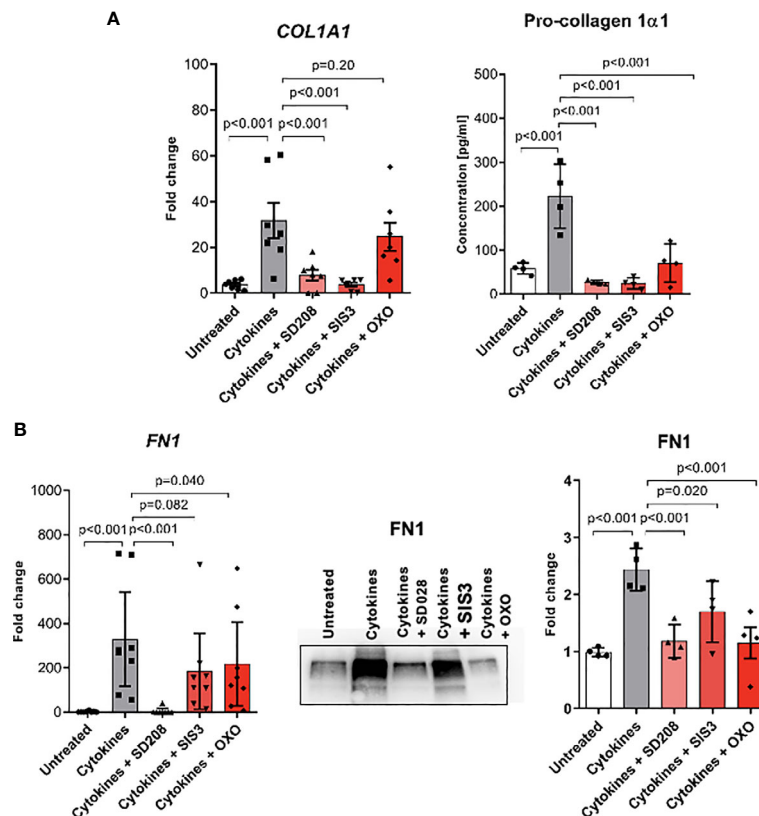 A
COL1A1
Fold change
100
80
60
40
20
0
p=0.20
p<0.001
p<0.001
p<0.001
Untreated
Cytokines
Cytokines + SD208
Cytokines + SIS3
Cytokines + OXO
Pro-collagen 1α1
Concentration [pg/ml]
500
400
300
200
100
0
p<0.001
p<0.001
p<0.001
p<0.001
Untreated
Cytokines
Cytokines + SD208
Cytokines + SIS3
Cytokines + OXO
B
FN1
Fold change
1000
800
600
400
200
0
p=0.040
p=0.082
p<0.001
p<0.001
Untreated
Cytokines
Cytokines + SD208
Cytokines + SIS3
Cytokines + OXO
FN1
Untreated
Cytokines
Cytokines
+ SD028
Cytokines
+ SIS3
Cytokines
+ OXO
FN1
Fold change
4
3
2
1
0
p<0.001
p=0.020
p<0.001
p<0.001
Untreated
Cytokines
Cytokines + SD208
Cytokines + SIS3
Cytokines + OXO